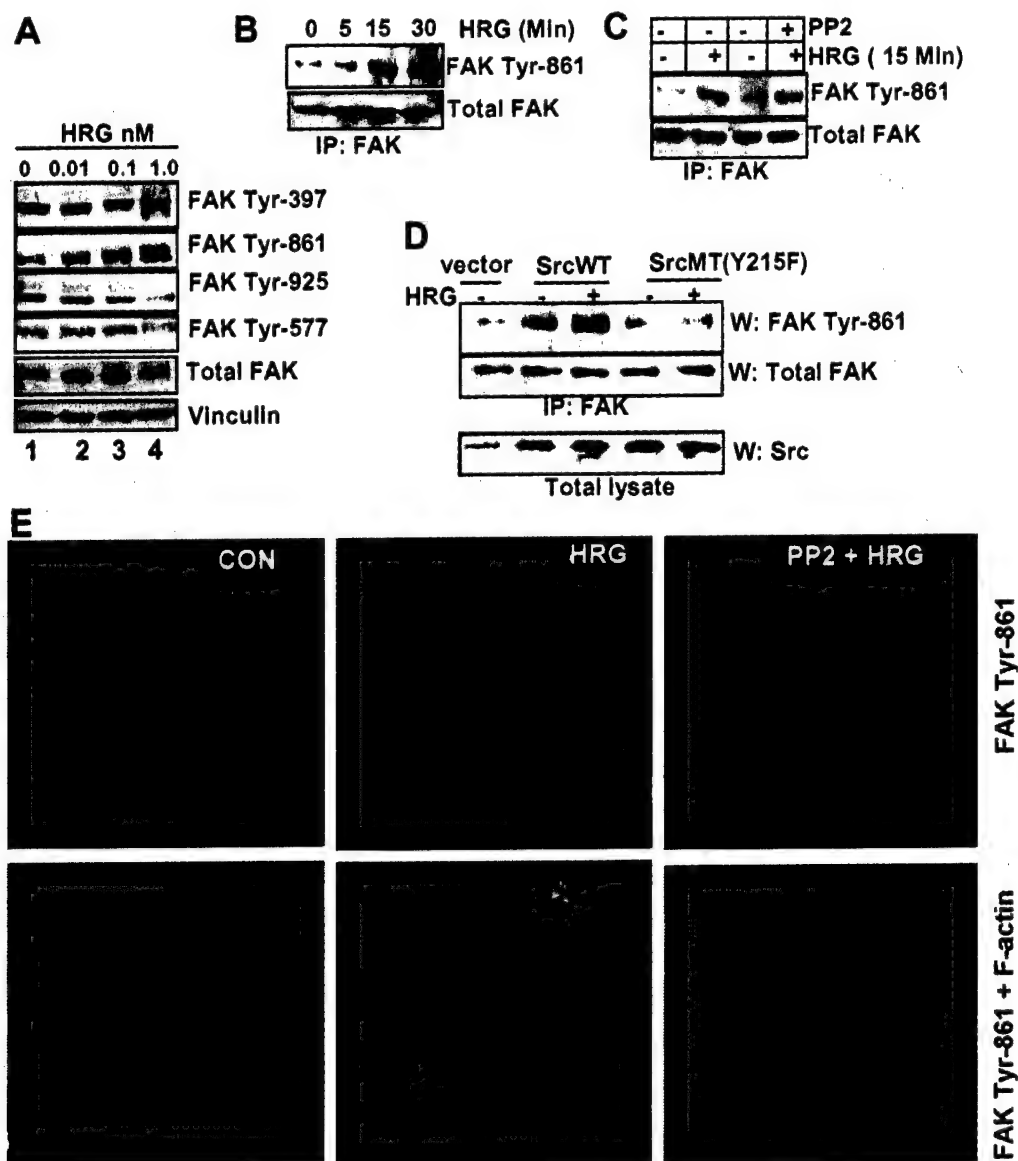 A
HRG nM
0 0.01 0.1 1.0
FAK Tyr-397
FAK Tyr-861
FAK Tyr-925
FAK Tyr-577
Total FAK
Vinculin
1 2 3 4
B
0 5 15 30 HRG (Min)
FAK Tyr-861
Total FAK
IP: FAK
C
- - - + PP2
- + - + HRG ( 15 Min)
FAK Tyr-861
Total FAK
IP: FAK
D
vector SrcWT SrcMT(Y215F)
HRG - - + - +
W: FAK Tyr-861
W: Total FAK
IP: FAK
W: Src
Total lysate
E
CON HRG PP2 + HRG
FAK Tyr-861
FAK Tyr-861 + F-actin